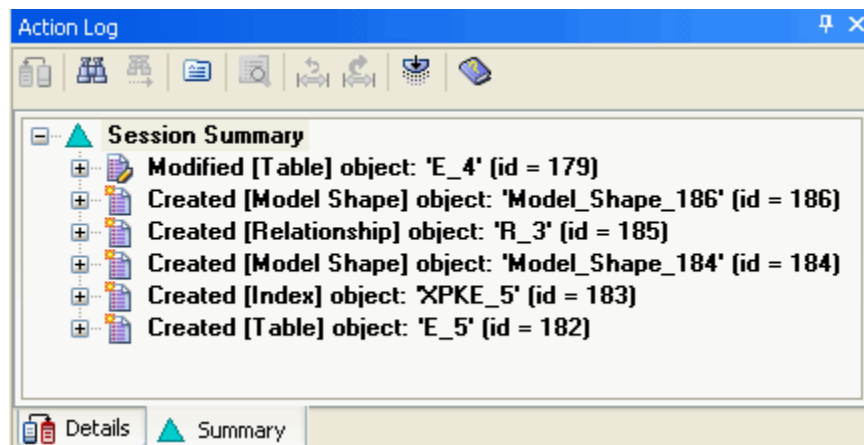 Action Log
Session Summary
Modified [Table] object: 'E_4' (id = 179)
Created [Model Shape] object: 'Model_Shape_186' (id = 186)
Created [Relationship] object: 'R_3' (id = 185)
Created [Model Shape] object: 'Model_Shape_184' (id = 184)
Created [Index] object: 'XPKE_5' (id = 183)
Created [Table] object: 'E_5' (id = 182)
Details Summary